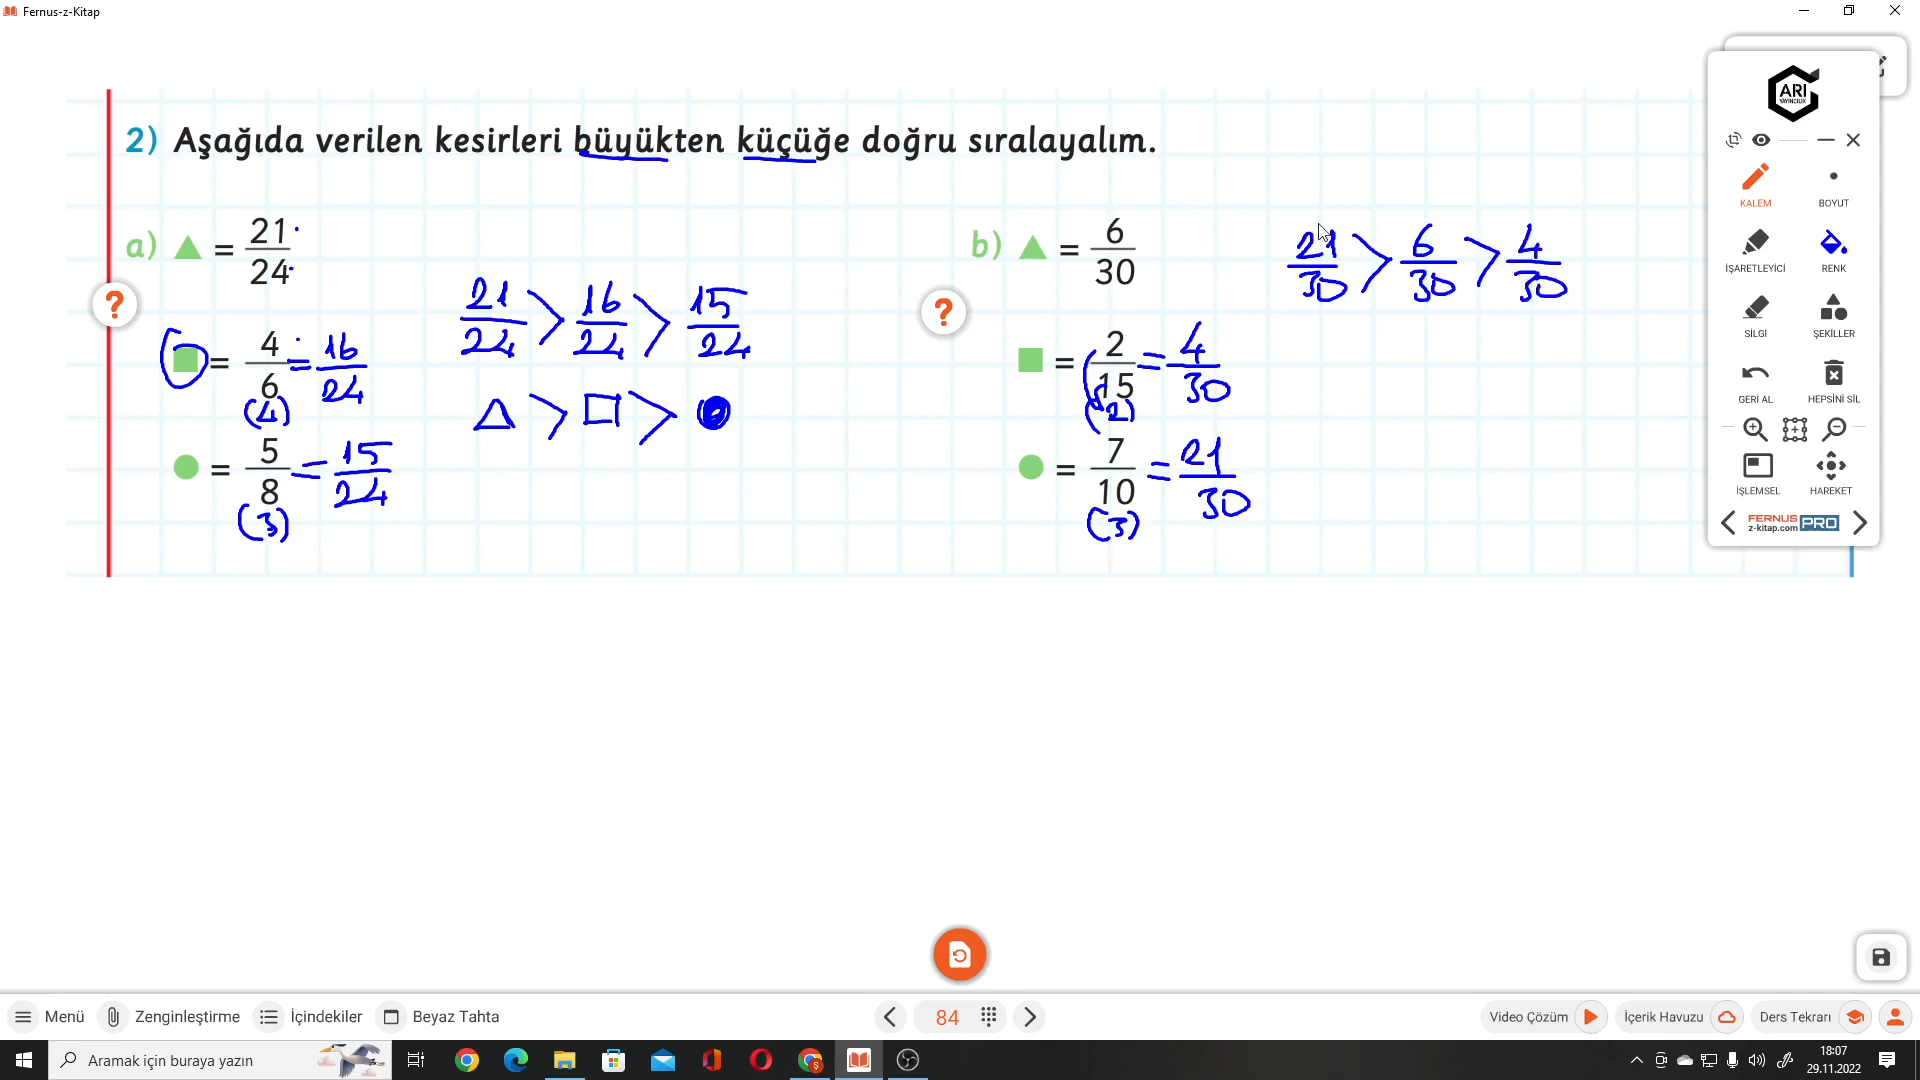 Fernus-z-Kitap
2) Aşağıda verilen kesirleri büyükten küçüğe doğru sıralayalım.
a) ▲ = 21/24
■ = 4/6 = 16/24
(4)
● = 5/8 = 15/24
(3)
21/24 > 16/24 > 15/24
△ > □ > ●
b) ▲ = 6/30
■ = 2/15 = 4/30
(2)
● = 7/10 = 21/30
(3)
21/30 > 6/30 > 4/30
?
?
ARI
YAYINCILIK
KALEM
BOYUT
İŞARETLEYİCİ
RENK
SİLGİ
ŞEKİLLER
GERİ AL
HEPSİNİ SİL
İŞLEMSEL
HAREKET
FERNUS PRO
z-kitap.com
Menü
Zenginleştirme
İçindekiler
Beyaz Tahta
84
Video Çözüm
İçerik Havuzu
Ders Tekrarı
Aramak için buraya yazın
18:07
29.11.2022